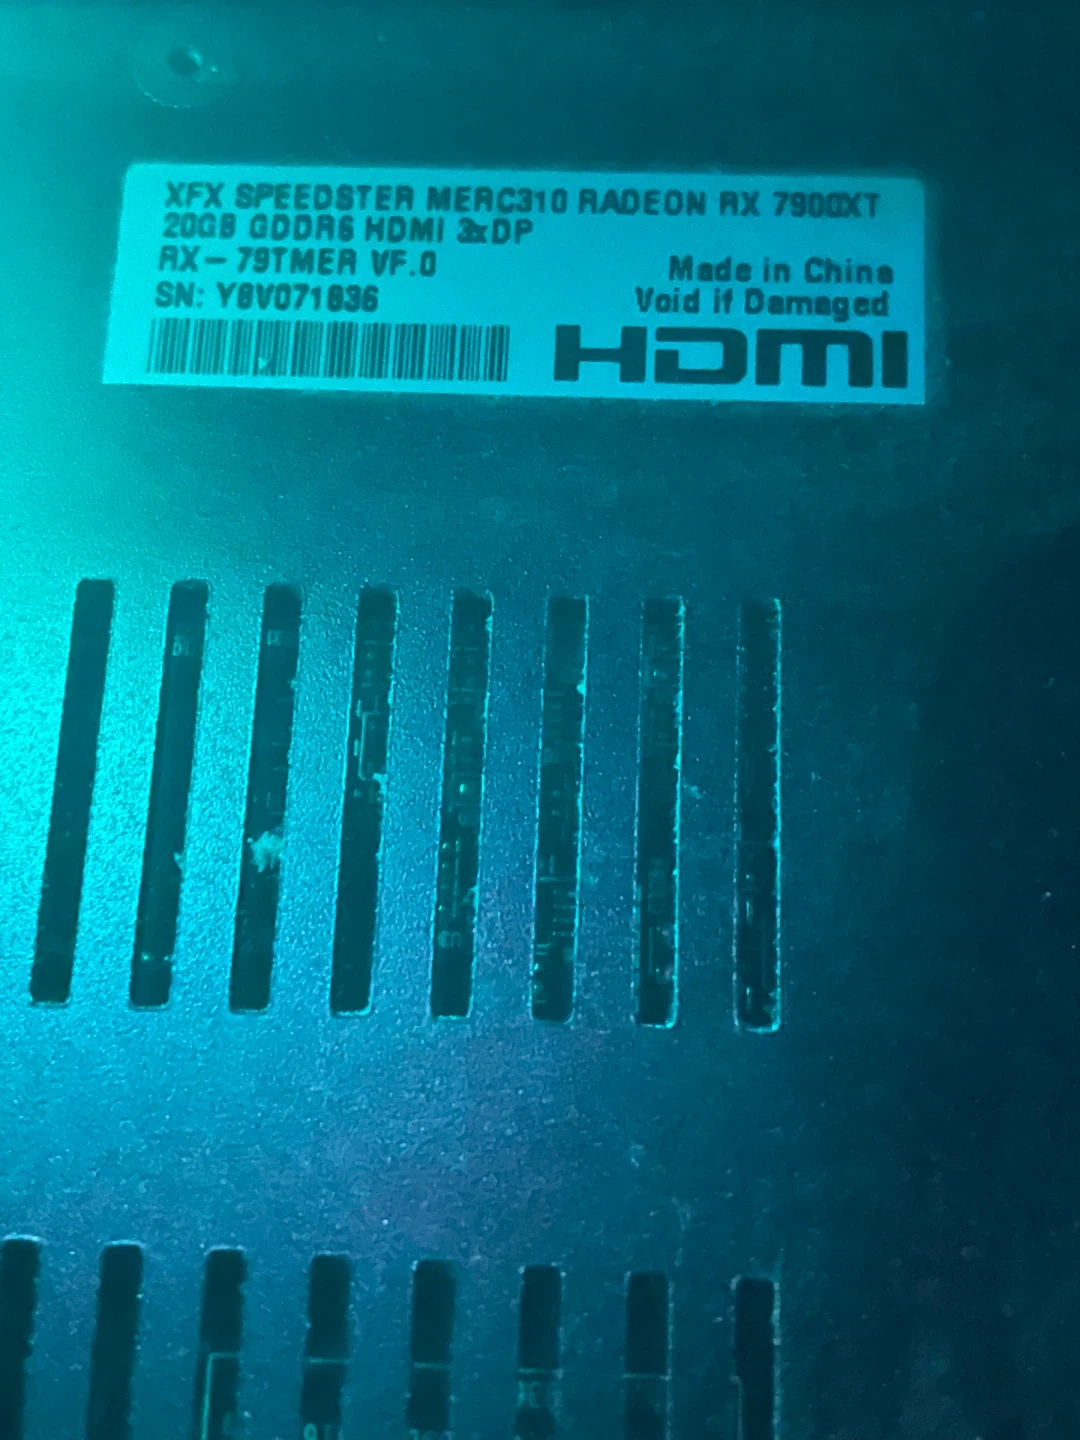 XFX SPEEDSTER MERC310 RADEON RX 7900XT
20GB GDDR6 HDMI 3xDP
RX-79TMER VF.0
Made in China
SN: Y8V071836
Void if Damaged
HDMI